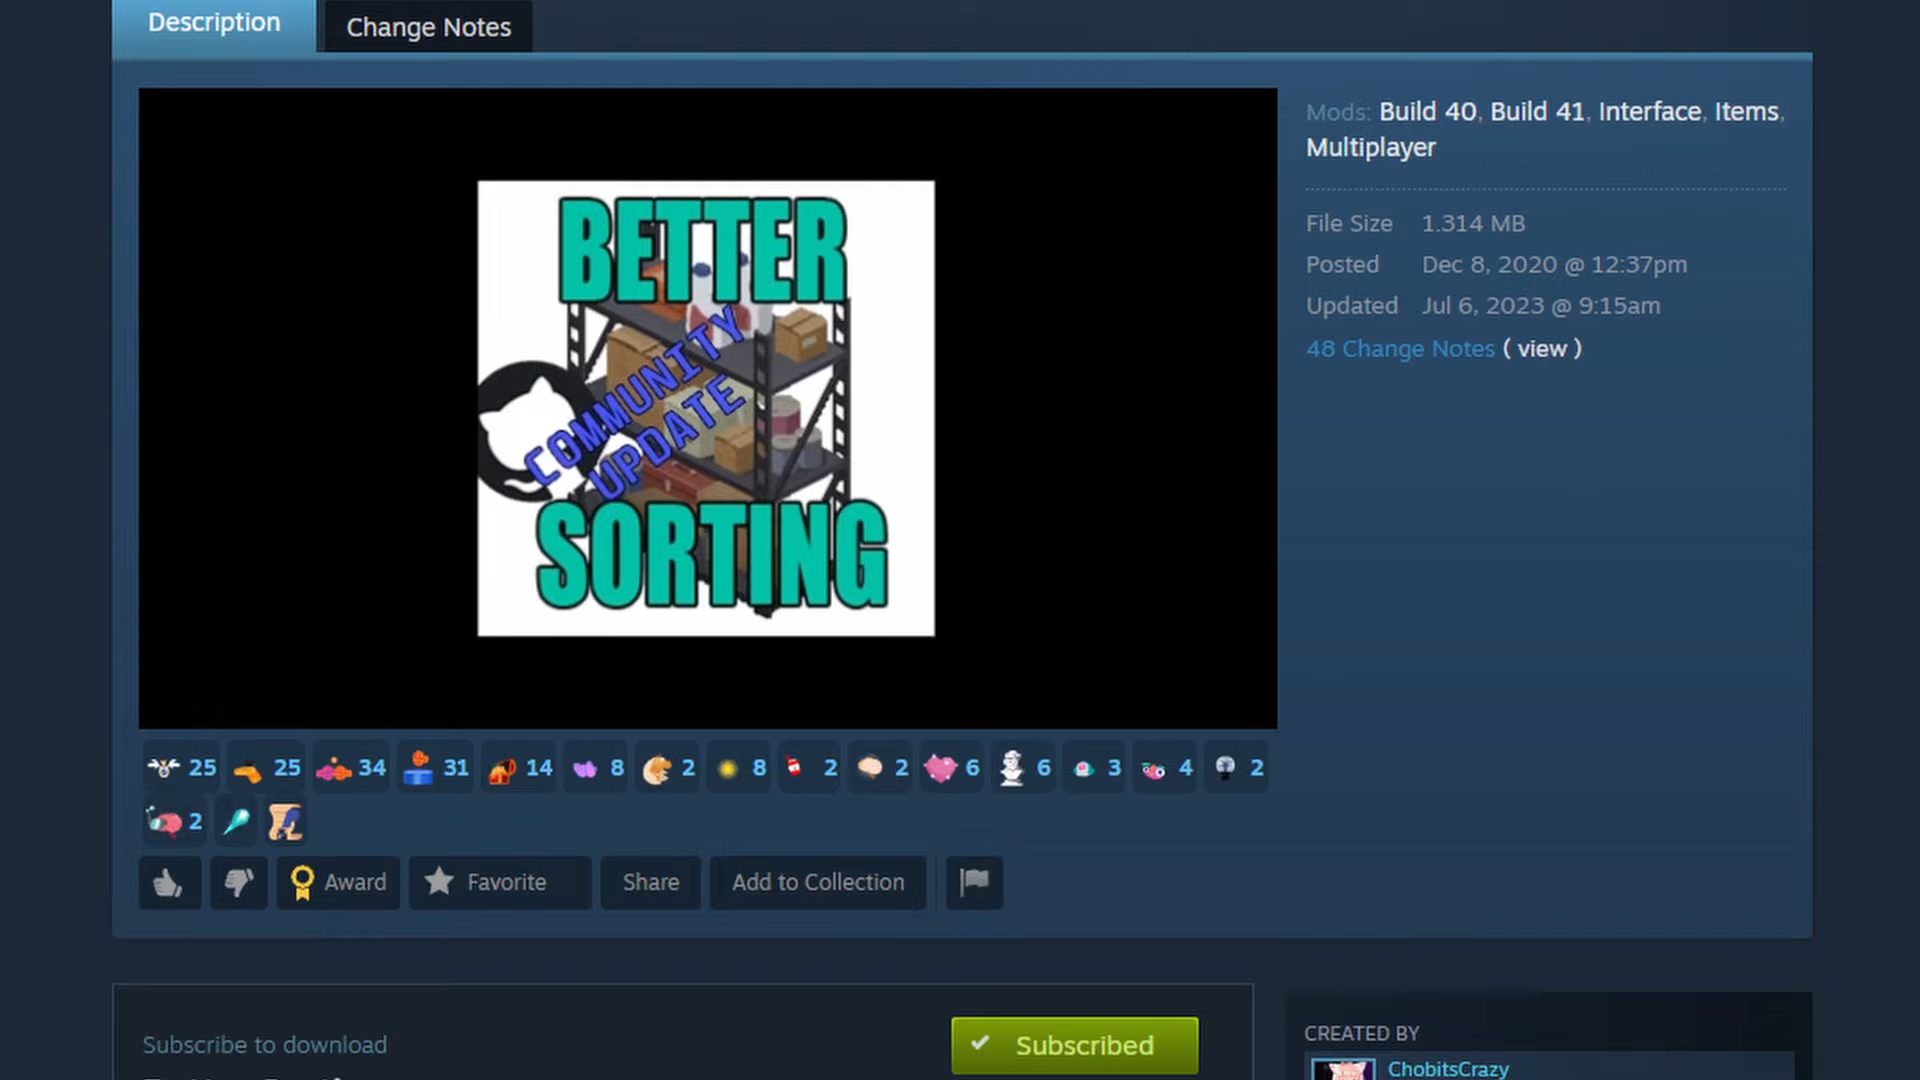 Description
Change Notes
BETTER
COMMUNITY
UPDATE
SORTING
Mods: Build 40, Build 41, Interface, Items,
Multiplayer
File Size 1.314 MB
Posted Dec 8, 2020 @ 12:37pm
Updated Jul 6, 2023 @ 9:15am
48 Change Notes ( view )
25 25 34 31 14 8 2 8 2 2 6 6 3 4 2
2
Award Favorite Share Add to Collection
Subscribe to download
Subscribed
CREATED BY
ChobitsCrazy